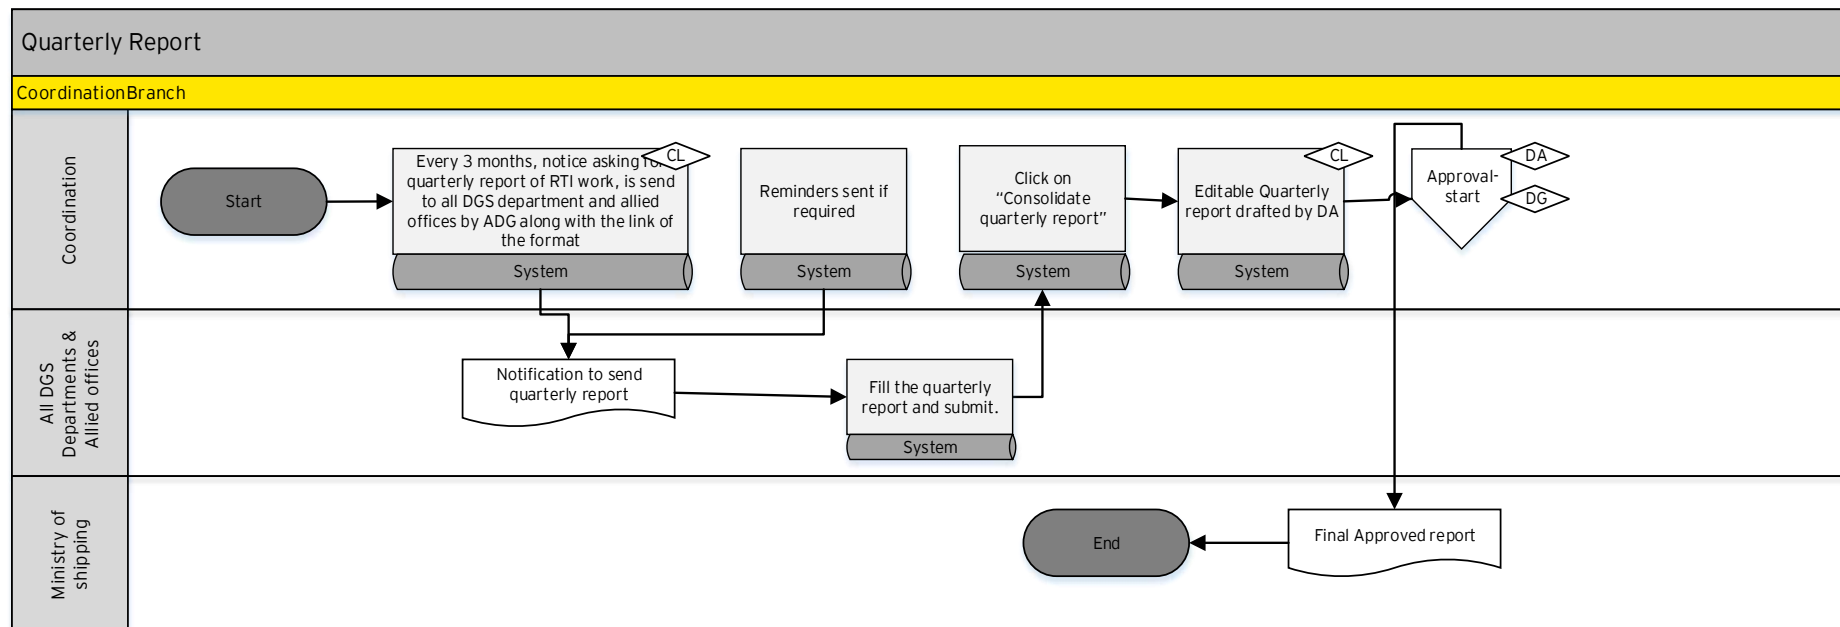 Quarterly Report
CoordinationBranch
Coordination
Start
Every 3 months, notice asking for
quarterly report of RTI work, is send
to all DGS department and allied
offices by ADG along with the link of
the format
CL
System
Reminders sent if
required
System
Click on
“Consolidate
quarterly report”
System
Editable Quarterly
report drafted by DA
CL
System
Approval-
start
DA
DG
All DGS
Departments &
Allied offices
Notification to send
quarterly report
Fill the quarterly
report and submit.
System
Ministry of
shipping
End
Final Approved report